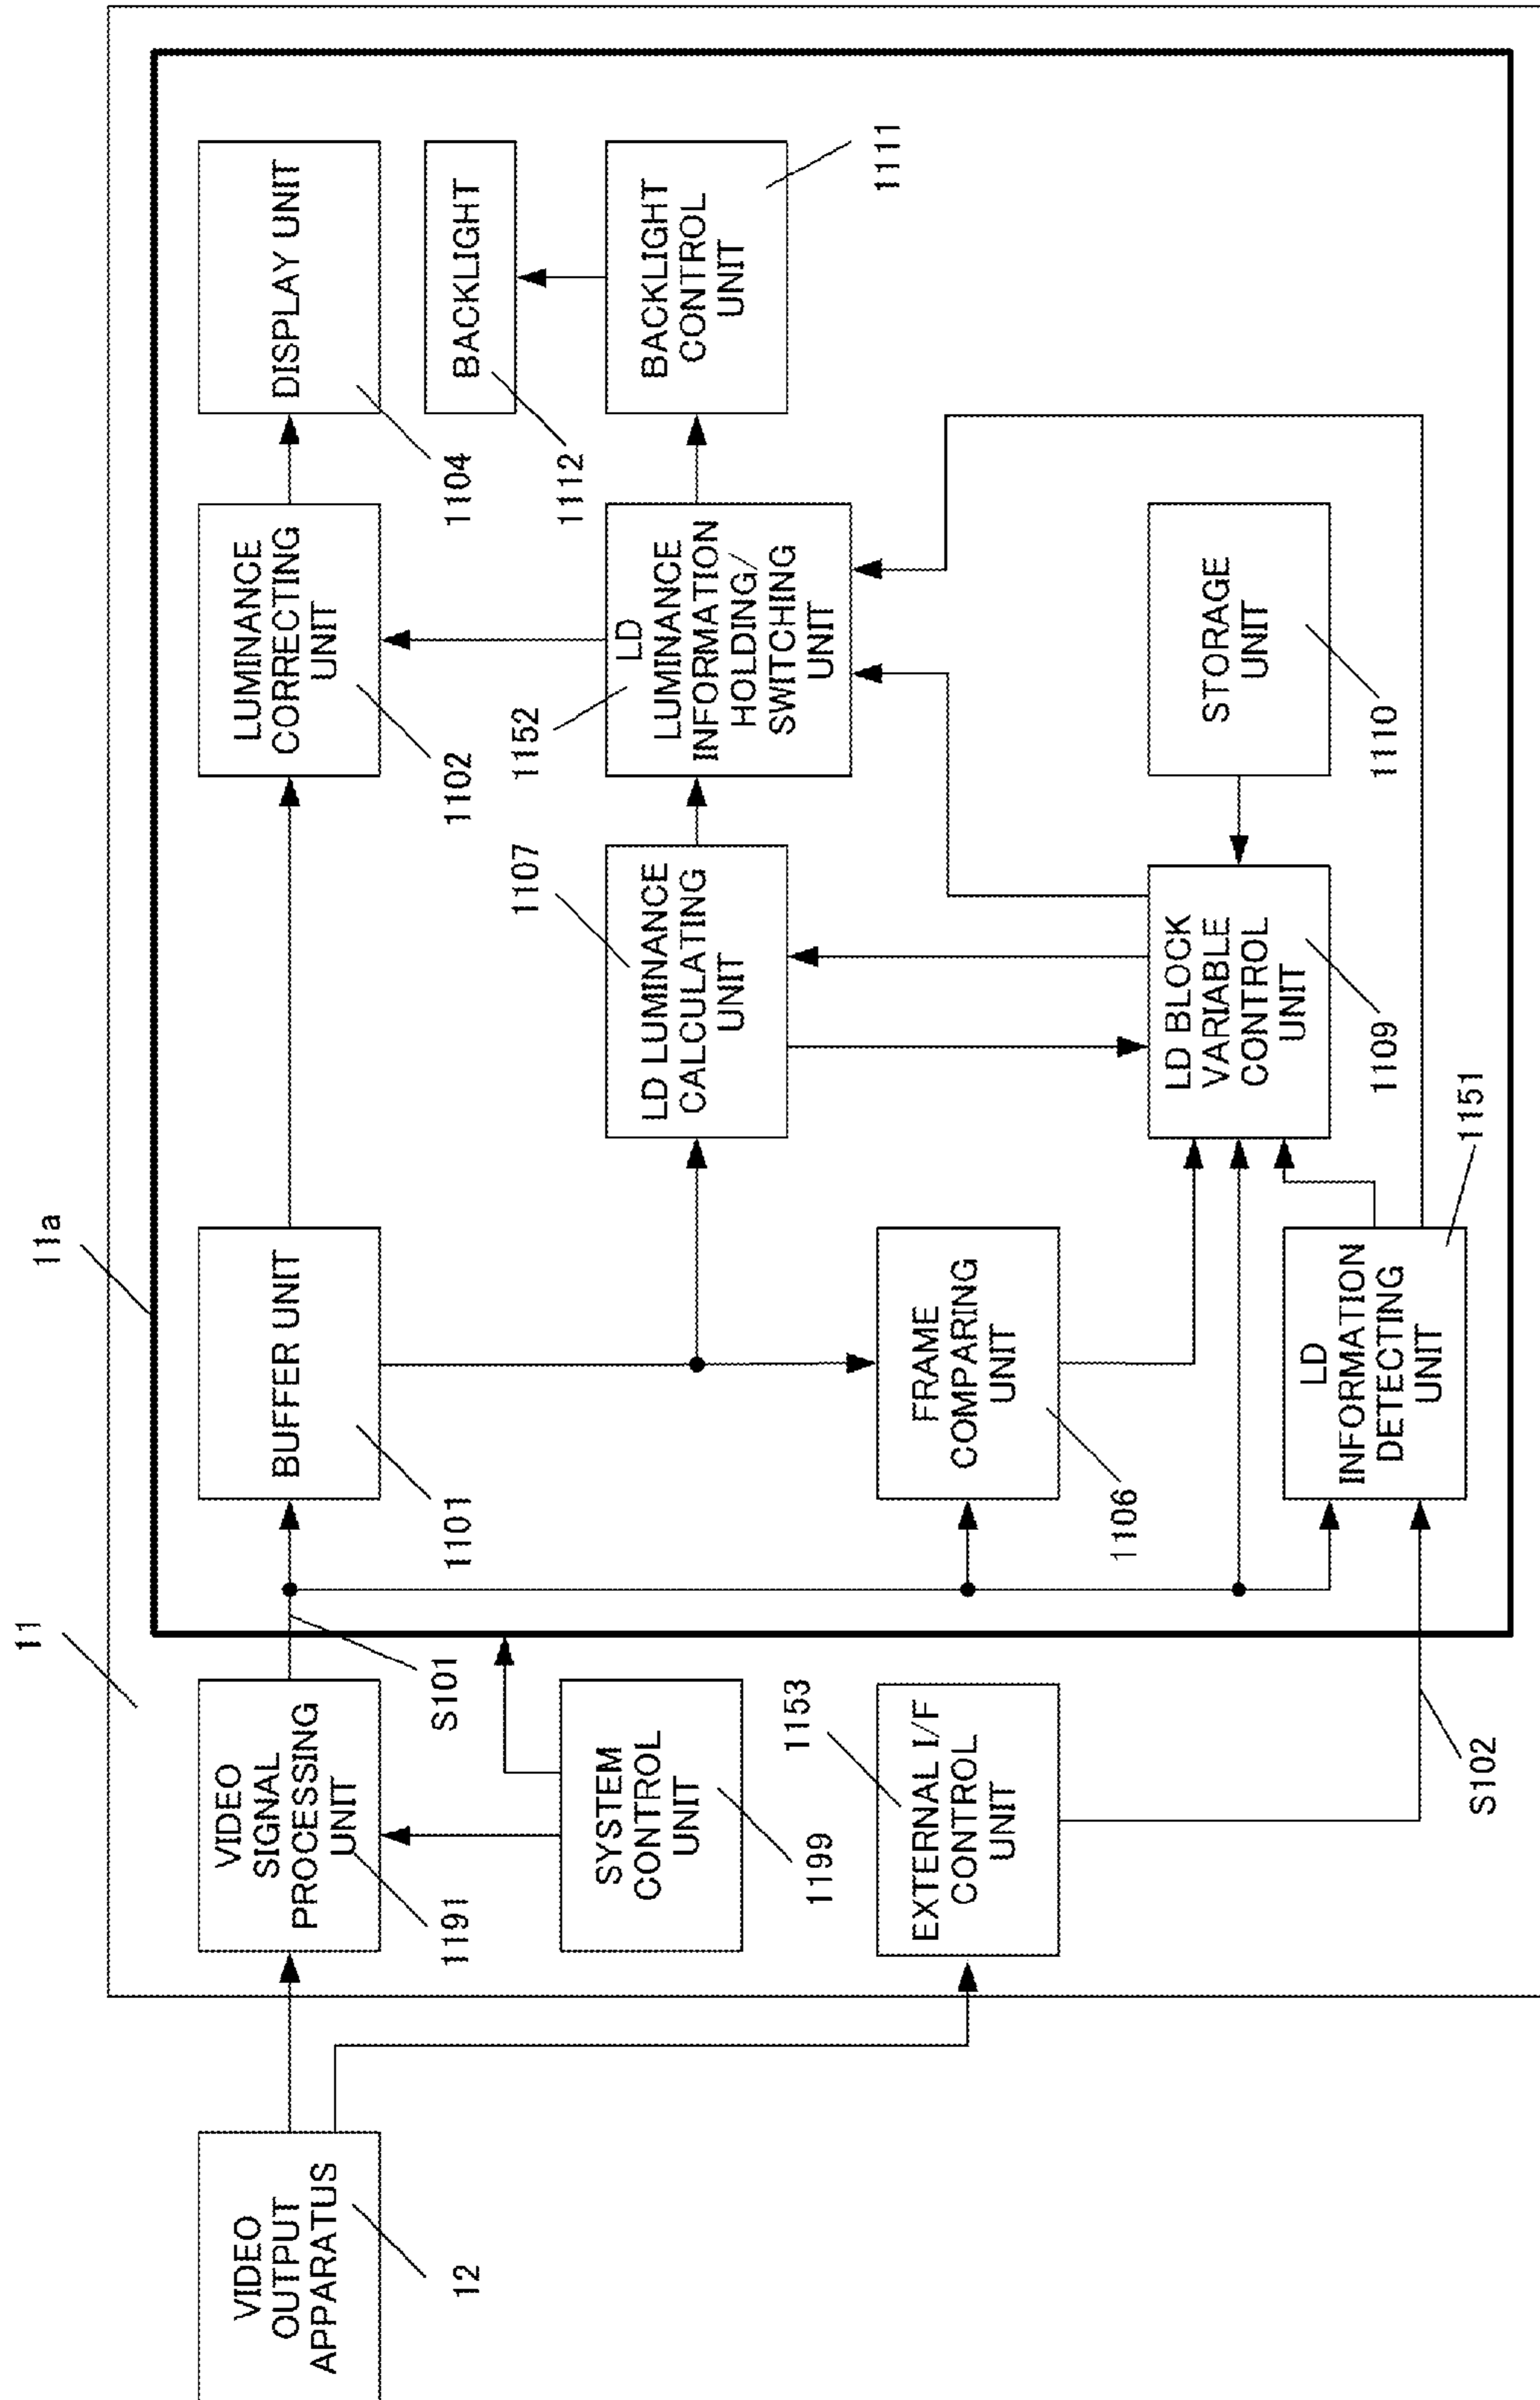 11
11a
VIDEO
OUTPUT
APPARATUS
12
VIDEO
SIGNAL
PROCESSING
UNIT
1191
S101
BUFFER UNIT
1101
LUMINANCE
CORRECTING
UNIT
1102
DISPLAY UNIT
1104
BACKLIGHT
1112
SYSTEM
CONTROL
UNIT
1199
LD LUMINANCE
CALCULATING
UNIT
1107
LD
LUMINANCE
INFORMATION
HOLDING/
SWITCHING
UNIT
1152
BACKLIGHT
CONTROL
UNIT
1111
EXTERNAL I/F
CONTROL
UNIT
1153
FRAME
COMPARING
UNIT
1106
LD BLOCK
VARIABLE
CONTROL
UNIT
1109
STORAGE
UNIT
1110
LD
INFORMATION
DETECTING
UNIT
1151
S102